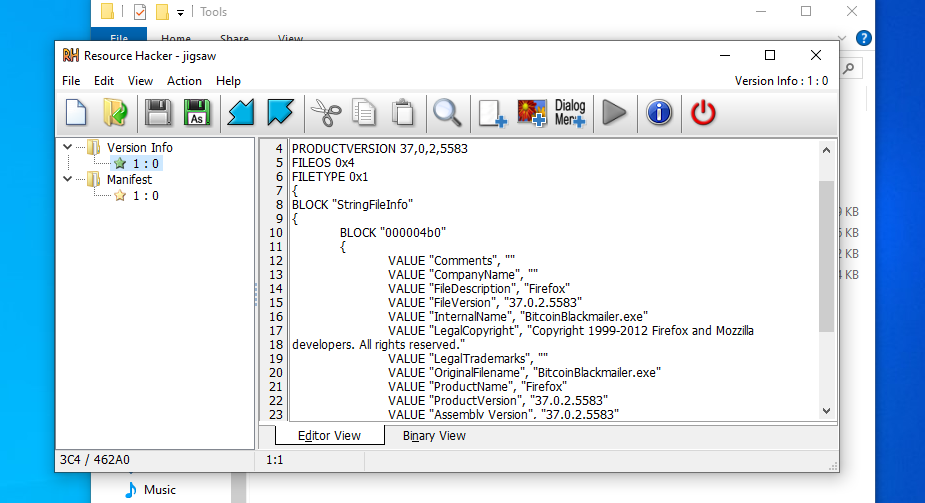 Tools
File Home Share View
Resource Hacker - jigsaw
File Edit View Action Help
Version Info : 1 : 0
As
Dialog
Menu
Version Info
1 : 0
Manifest
1 : 0
4 PRODUCTVERSION 37,0,2,5583
5 FILEOS 0x4
6 FILETYPE 0x1
7 {
8 BLOCK "StringFileInfo"
9 {
10 BLOCK "000004b0"
11 {
12 VALUE "Comments", ""
13 VALUE "CompanyName", ""
14 VALUE "FileDescription", "Firefox"
15 VALUE "FileVersion", "37.0.2.5583"
16 VALUE "InternalName", "BitcoinBlackmailer.exe"
17 VALUE "LegalCopyright", "Copyright 1999-2012 Firefox and Mozzilla
18 developers. All rights reserved."
19 VALUE "LegalTrademarks", ""
20 VALUE "OriginalFilename", "BitcoinBlackmailer.exe"
21 VALUE "ProductName", "Firefox"
22 VALUE "ProductVersion", "37.0.2.5583"
23 VALUE "Assembly Version", "37.0.2.5583"
Editor View Binary View
3C4 / 462A0 1:1
KB
KB
KB
KB
Music